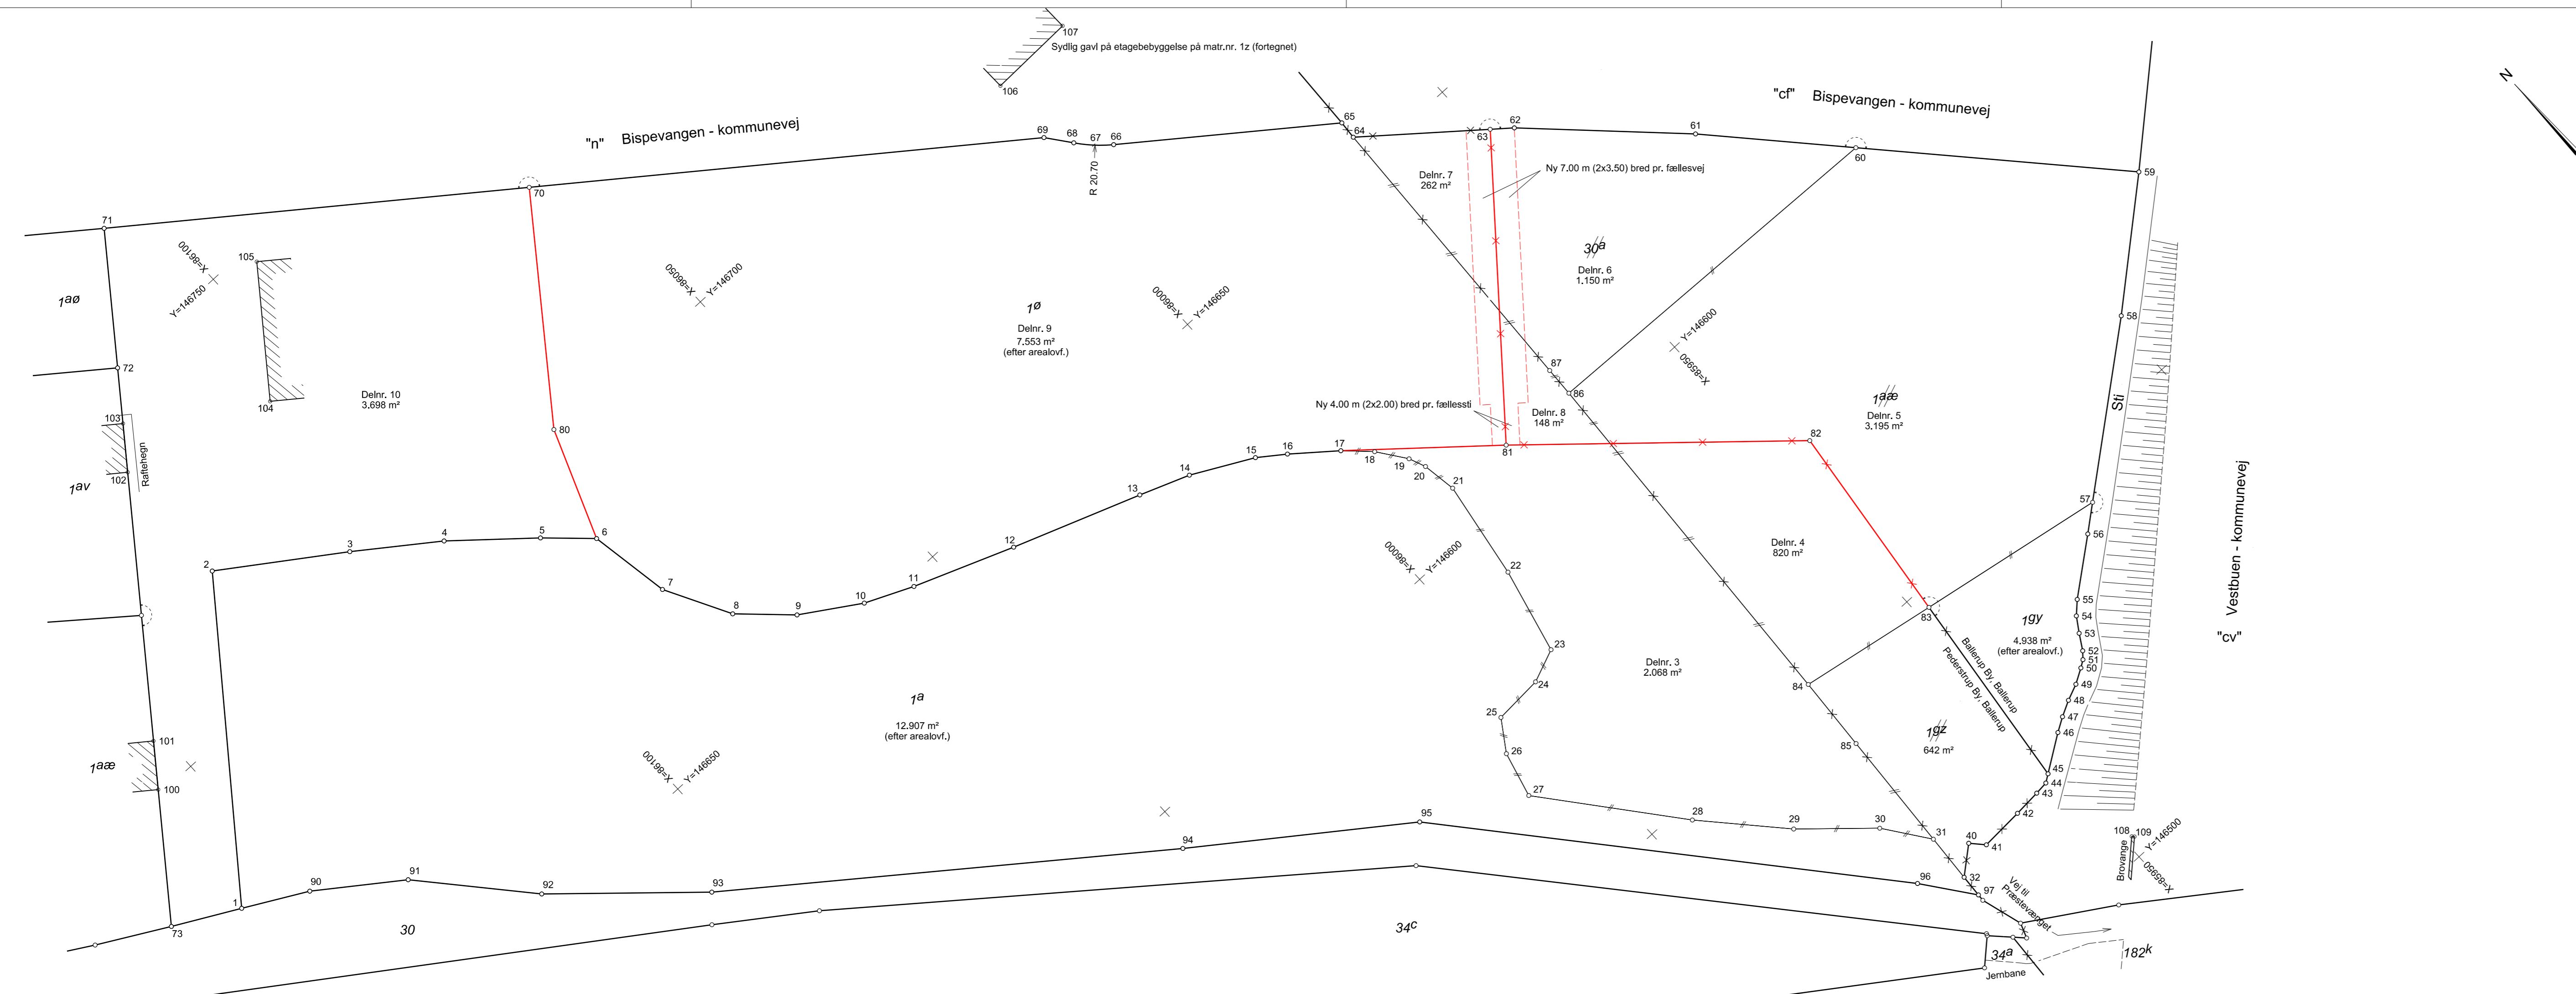 107
Sydlig gavl på etagebebyggelse på matr.nr. 1z (fortegnet)
106
"n" Bispevangen - kommunevej
"cf" Bispevangen - kommunevej
N
71
70
69
68
67
66
65
64
63
62
61
60
59
R 20.70
Ny 7.00 m (2x3.50) bred pr. fællesvej
Delnr. 7
262 m²
30a
Delnr. 6
1.150 m²
X=86100
Y=146750
105
104
X=86050
Y=146700
X=86000
Y=146650
Y=146600
X=85950
1aø
72
103
102
Raftehegn
1av
1ø
Delnr. 9
7.553 m²
(efter arealovf.)
Delnr. 10
3.698 m²
80
87
86
58
Sti
1aæ
Delnr. 5
3.195 m²
Ny 4.00 m (2x2.00) bred pr. fællessti
Delnr. 8
148 m²
81
82
57
56
Vestbuen - kommunevej
"cv"
2
3
4
5
6
7
8
9
10
11
12
13
14
15
16
17
18
19
20
21
22
23
24
25
26
27
28
29
30
31
32
X=86000
Y=146600
Delnr. 4
820 m²
83
84
85
Delnr. 3
2.068 m²
1gy
4.938 m²
(efter arealovf.)
Ballerup By, Ballerup
Pederstrup By, Ballerup
1gz
642 m²
55
54
53
52
51
50
49
48
47
46
45
44
43
42
41
40
1a
12.907 m²
(efter arealovf.)
X=86100
Y=146650
101
100
1aæ
1
73
90
91
92
93
94
95
96
97
30
34c
34a
182k
Jernbane
Vej til
Præstevænget
108
109
Brovange
Y=146500
X=85950